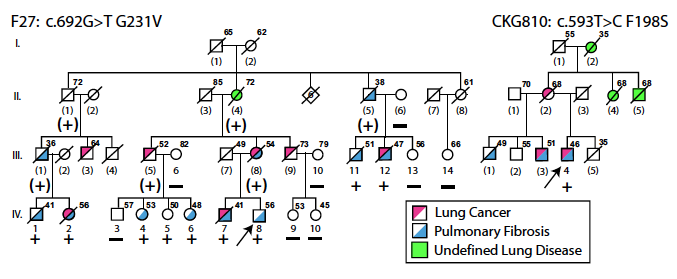 F27: c.692G>T G231V CKG810: c.593T>C F198S
65 62 55 35
I.
(1) (2) (1) (2)
72 85 72 38 61 70 68 68 68
II.
(1) (2) (3) (4) (5) (6) (7) (8) (1) (2) (3) (4) (5)
(+) (+) (+) –
36 64 52 82 49 54 73 79 51 47 56 66 49 55 51 46 35
III.
(1) (2) (3) (4) (5) 6 (7) (8) (9) 10 11 12 13 14 (1) (2) (3) 4 (5)
(+) (+) – (+) – + + – – +
41 56 57 53 50 48 41 56 53 45
IV.
1 2 3 4 5 6 7 8 9 10
+ + – + + + + + – –
Lung Cancer
Pulmonary Fibrosis
Undefined Lung Disease